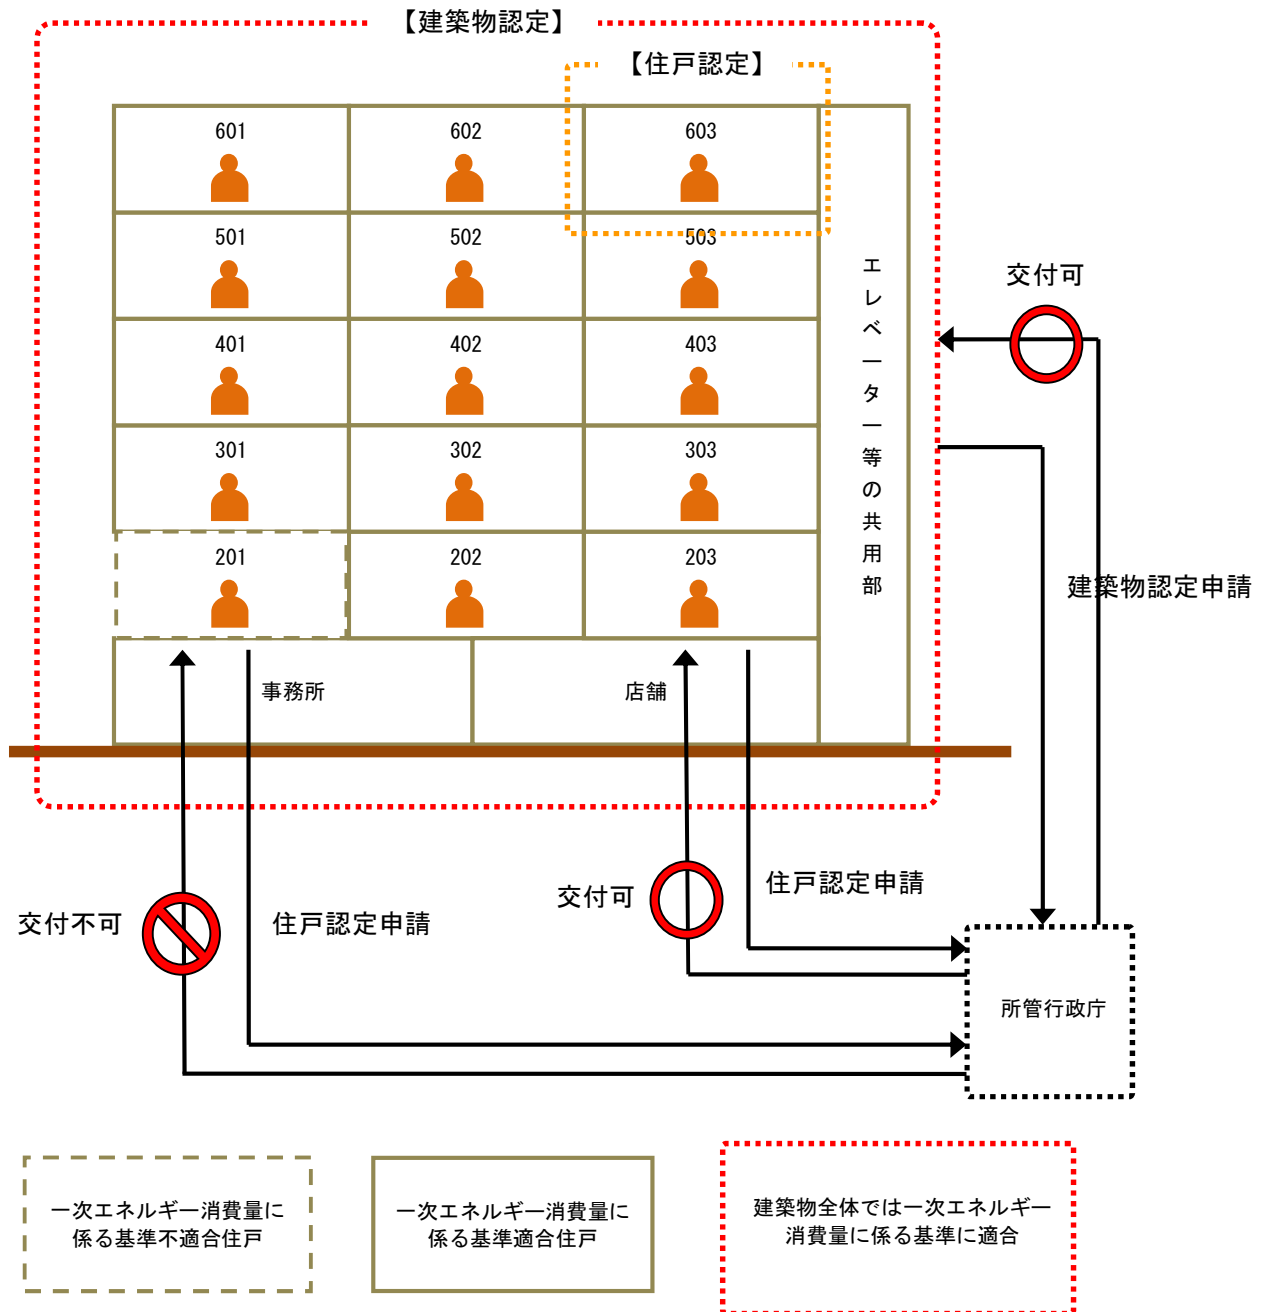 【建築物認定】
【住戸認定】
601
602
603
501
502
503
401
402
403
301
302
303
201
202
203
エレベーター等の共用部
事務所
店舗
交付可
建築物認定申請
交付不可
住戸認定申請
交付可
住戸認定申請
所管行政庁
一次エネルギー消費量に
係る基準不適合住戸
一次エネルギー消費量に
係る基準適合住戸
建築物全体では一次エネルギー
消費量に係る基準に適合